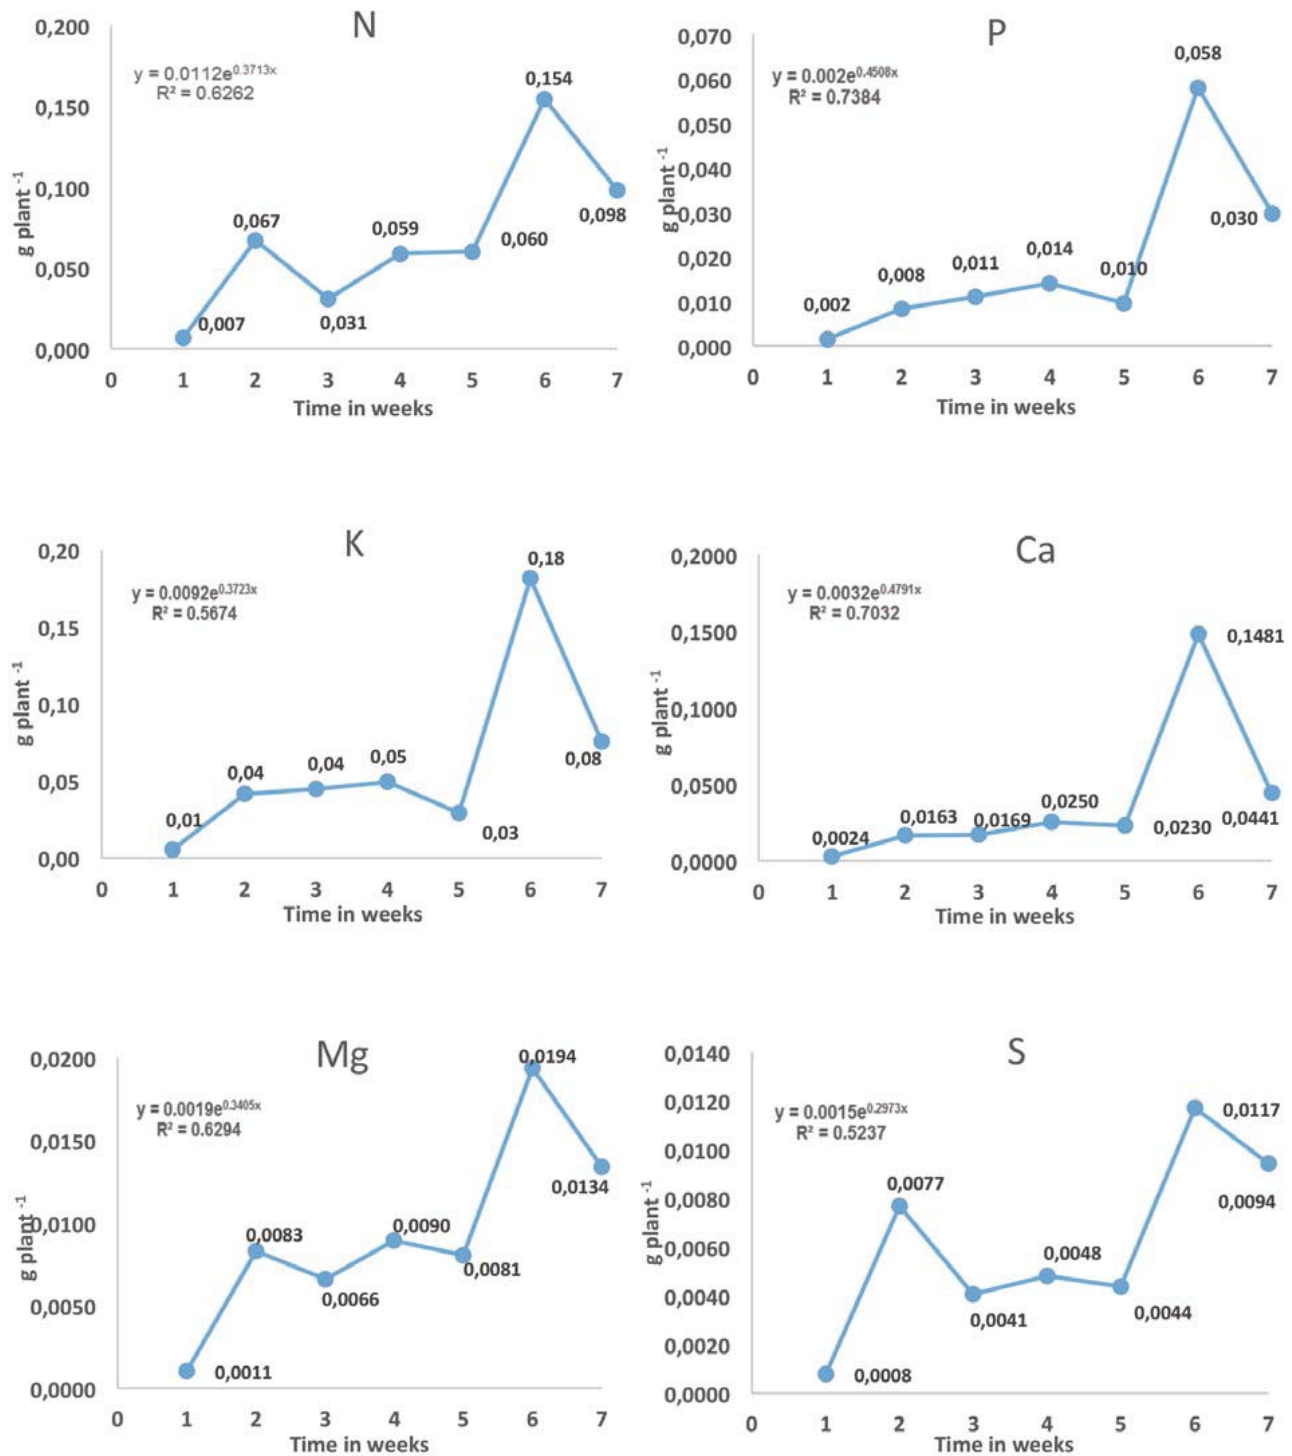 N
y = 0.0112e^0.3713x
R² = 0.6262
g plant ⁻¹
0,200
0,150
0,100
0,050
0,000
0,007
0,067
0,031
0,059
0,060
0,154
0,098
0 1 2 3 4 5 6 7
Time in weeks
P
y = 0.002e^0.4508x
R² = 0.7384
g plant ⁻¹
0,070
0,060
0,050
0,040
0,030
0,020
0,010
0,000
0,002
0,008
0,011
0,014
0,010
0,058
0,030
0 1 2 3 4 5 6 7
Time in weeks
K
y = 0.0092e^0.3723x
R² = 0.5674
g plant ⁻¹
0,20
0,15
0,10
0,05
0,00
0,01
0,04
0,04
0,05
0,03
0,18
0,08
0 1 2 3 4 5 6 7
Time in weeks
Ca
y = 0.0032e^0.4791x
R² = 0.7032
g plant ⁻¹
0,2000
0,1500
0,1000
0,0500
0,0000
0,0024
0,0163
0,0169
0,0250
0,0230
0,1481
0,0441
0 1 2 3 4 5 6 7
Time in weeks
Mg
y = 0.0019e^0.3405x
R² = 0.6294
g plant ⁻¹
0,0200
0,0150
0,0100
0,0050
0,0000
0,0011
0,0083
0,0066
0,0090
0,0081
0,0194
0,0134
0 1 2 3 4 5 6 7
Time in weeks
S
y = 0.0015e^0.2973x
R² = 0.5237
g plant ⁻¹
0,0140
0,0120
0,0100
0,0080
0,0060
0,0040
0,0020
0,0000
0,0008
0,0077
0,0041
0,0048
0,0044
0,0117
0,0094
0 1 2 3 4 5 6 7
Time in weeks